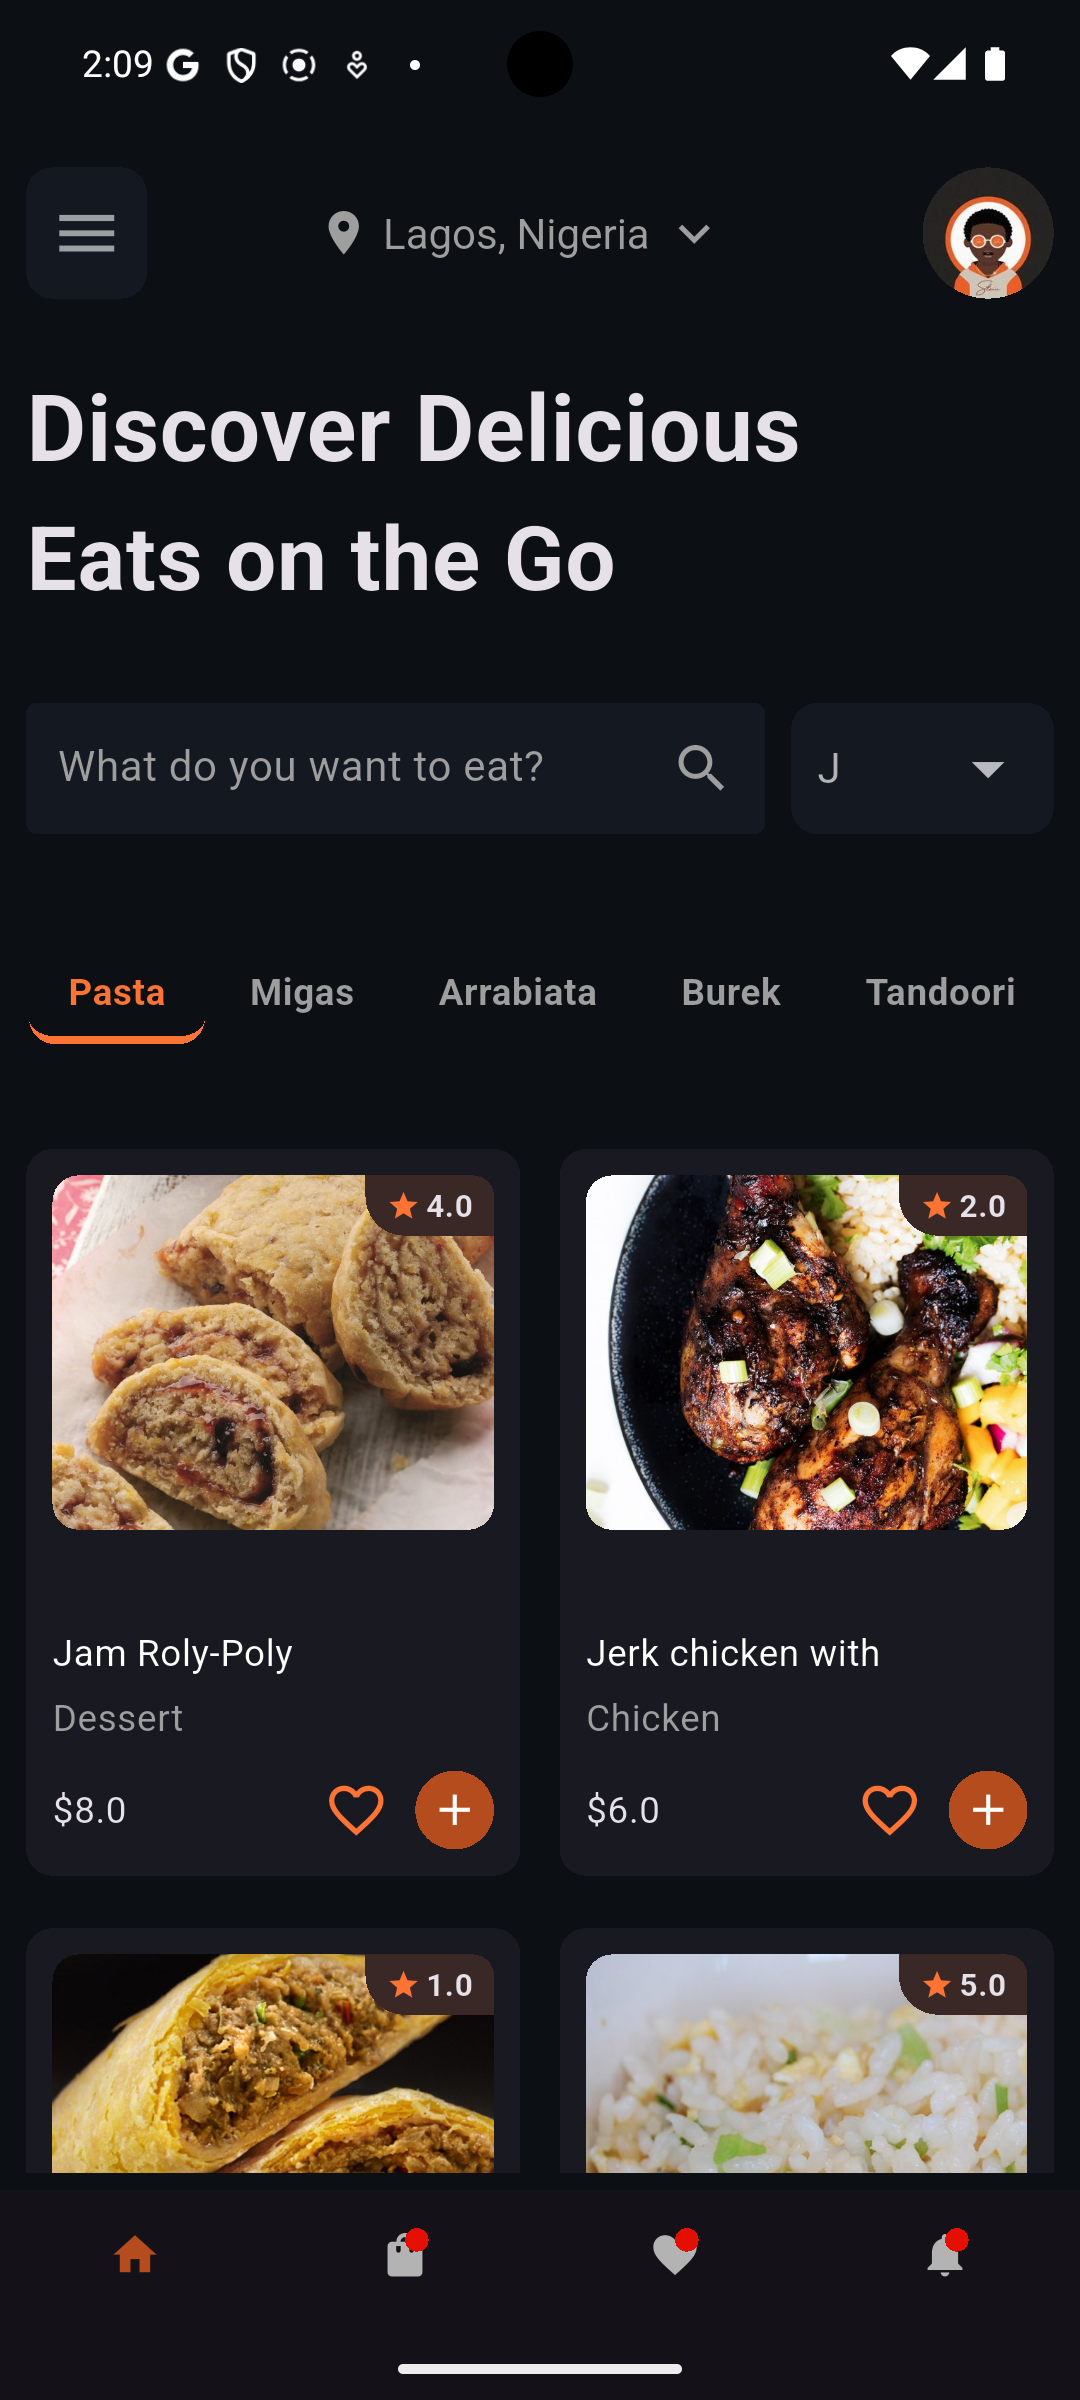 2:09
Lagos, Nigeria
Discover Delicious
Eats on the Go
What do you want to eat?
J
Pasta Migas Arrabiata Burek Tandoori
4.0
2.0
Jam Roly-Poly
Dessert
$8.0
Jerk chicken with
Chicken
$6.0
1.0
5.0